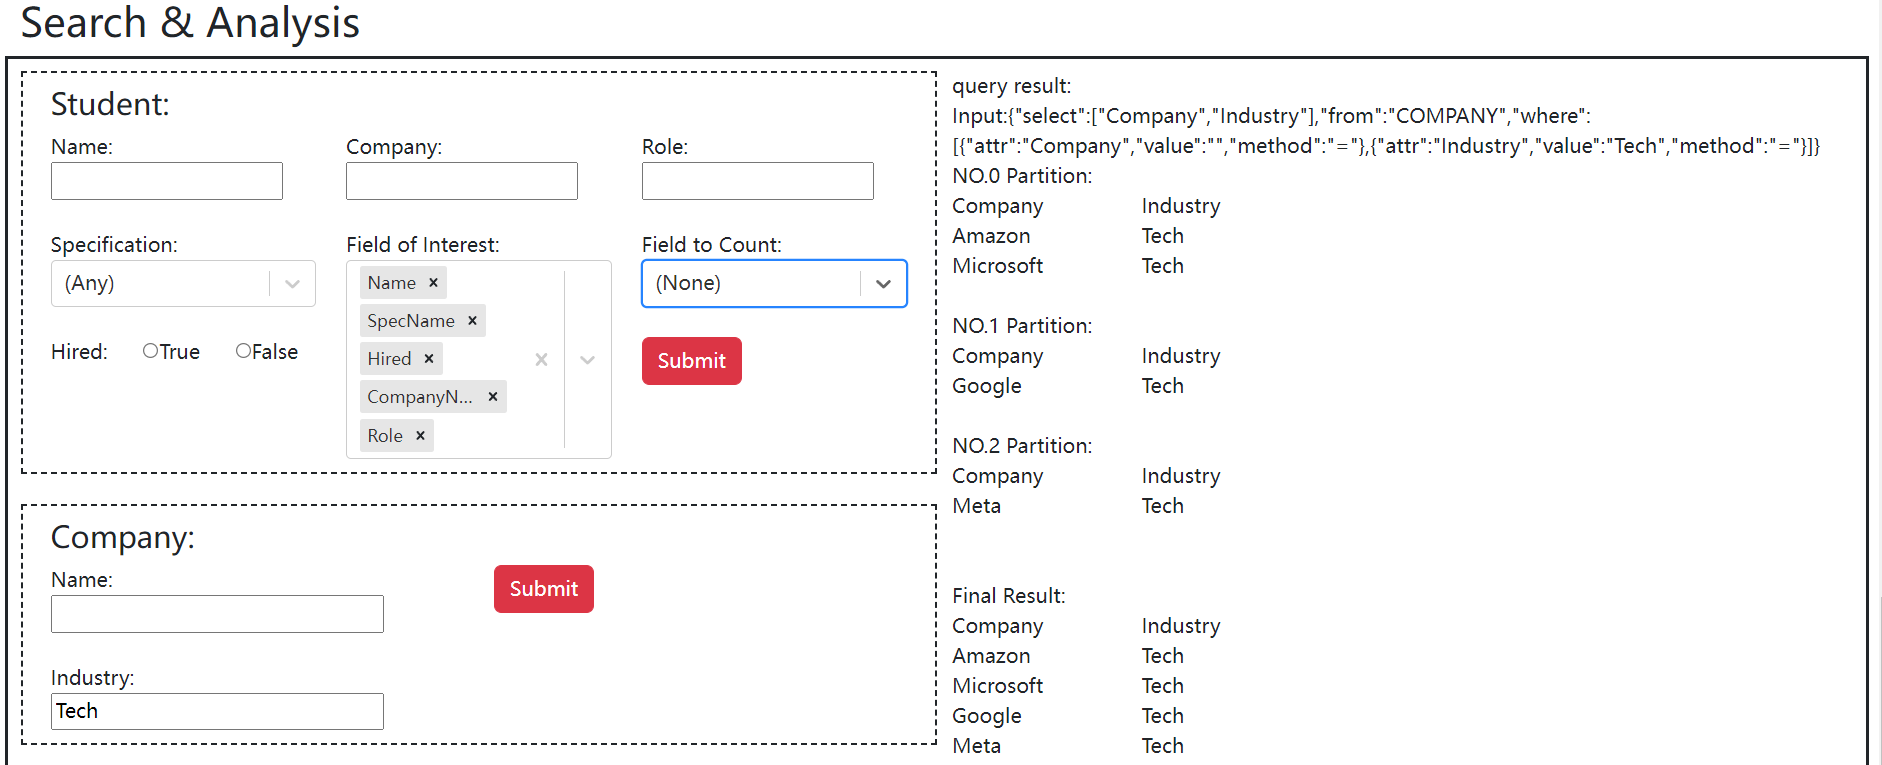 Search & Analysis
Student:
Name:
Company:
Role:
Specification:
Field of Interest:
Field to Count:
(Any)
Name ×
SpecName ×
Hired ×
CompanyN... ×
Role ×
×
(None)
Hired:
True
False
Submit
Company:
Name:
Submit
Industry:
Tech
query result:
Input:{"select":["Company","Industry"],"from":"COMPANY","where":
[{"attr":"Company","value":"","method":"="},{"attr":"Industry","value":"Tech","method":"="}]}
NO.0 Partition:
Company Industry
Amazon Tech
Microsoft Tech
NO.1 Partition:
Company Industry
Google Tech
NO.2 Partition:
Company Industry
Meta Tech
Final Result:
Company Industry
Amazon Tech
Microsoft Tech
Google Tech
Meta Tech